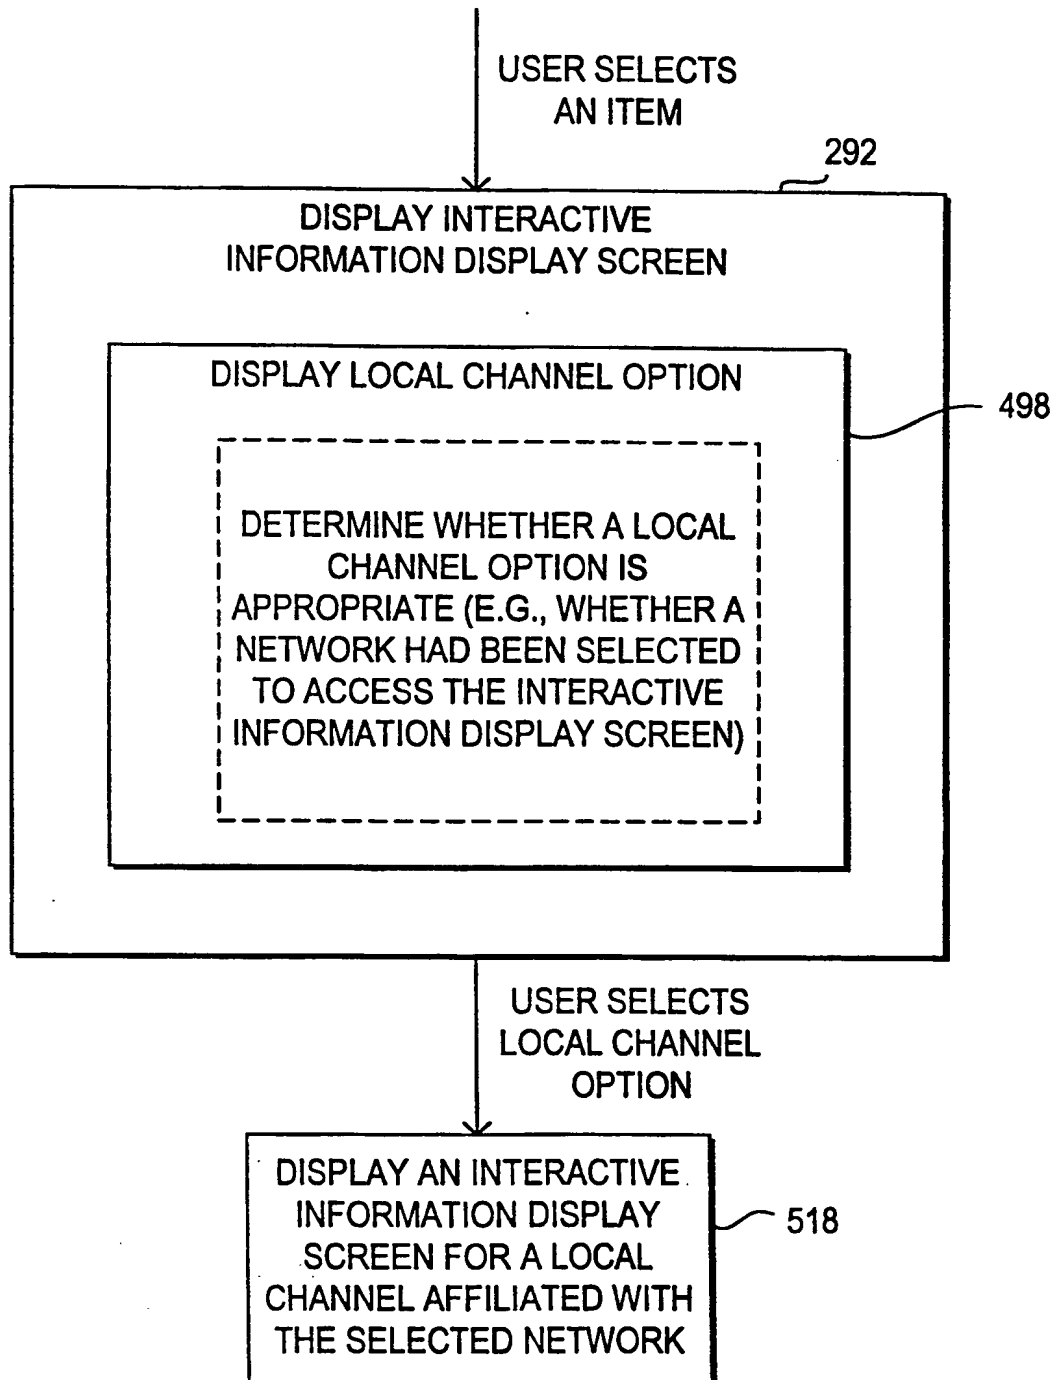 USER SELECTS
AN ITEM
292
DISPLAY INTERACTIVE
INFORMATION DISPLAY SCREEN
DISPLAY LOCAL CHANNEL OPTION
498
DETERMINE WHETHER A LOCAL
CHANNEL OPTION IS
APPROPRIATE (E.G., WHETHER A
NETWORK HAD BEEN SELECTED
TO ACCESS THE INTERACTIVE
INFORMATION DISPLAY SCREEN)
USER SELECTS
LOCAL CHANNEL
OPTION
DISPLAY AN INTERACTIVE
INFORMATION DISPLAY
518
SCREEN FOR A LOCAL
CHANNEL AFFILIATED WITH
THE SELECTED NETWORK